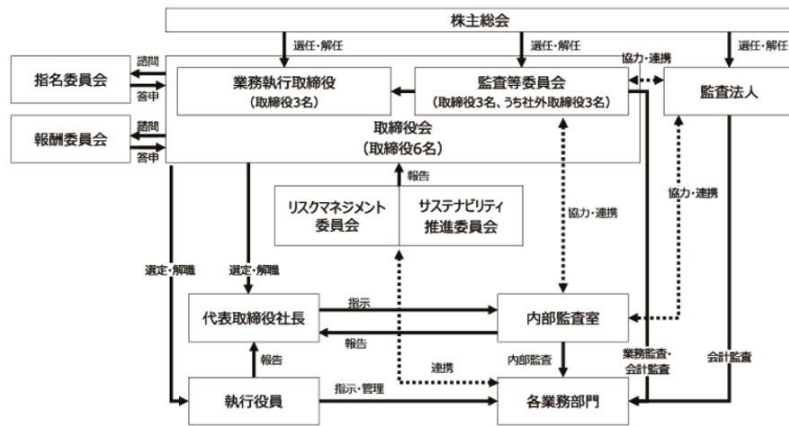 株主総会
選任・解任
選任・解任
選任・解任
指名委員会
諮問
答申
業務執行取締役
(取締役3名)
監査等委員会
(取締役3名、うち社外取締役3名)
協力・連携
監査法人
報酬委員会
諮問
答申
取締役会
(取締役6名)
報告
リスクマネジメント
委員会
サステナビリティ
推進委員会
協力・連携
協力・連携
選定・解職
選定・解職
代表取締役社長
指示
報告
内部監査室
報告
連携
内部監査
業務監査・
会計監査
会計監査
執行役員
指示・管理
各業務部門